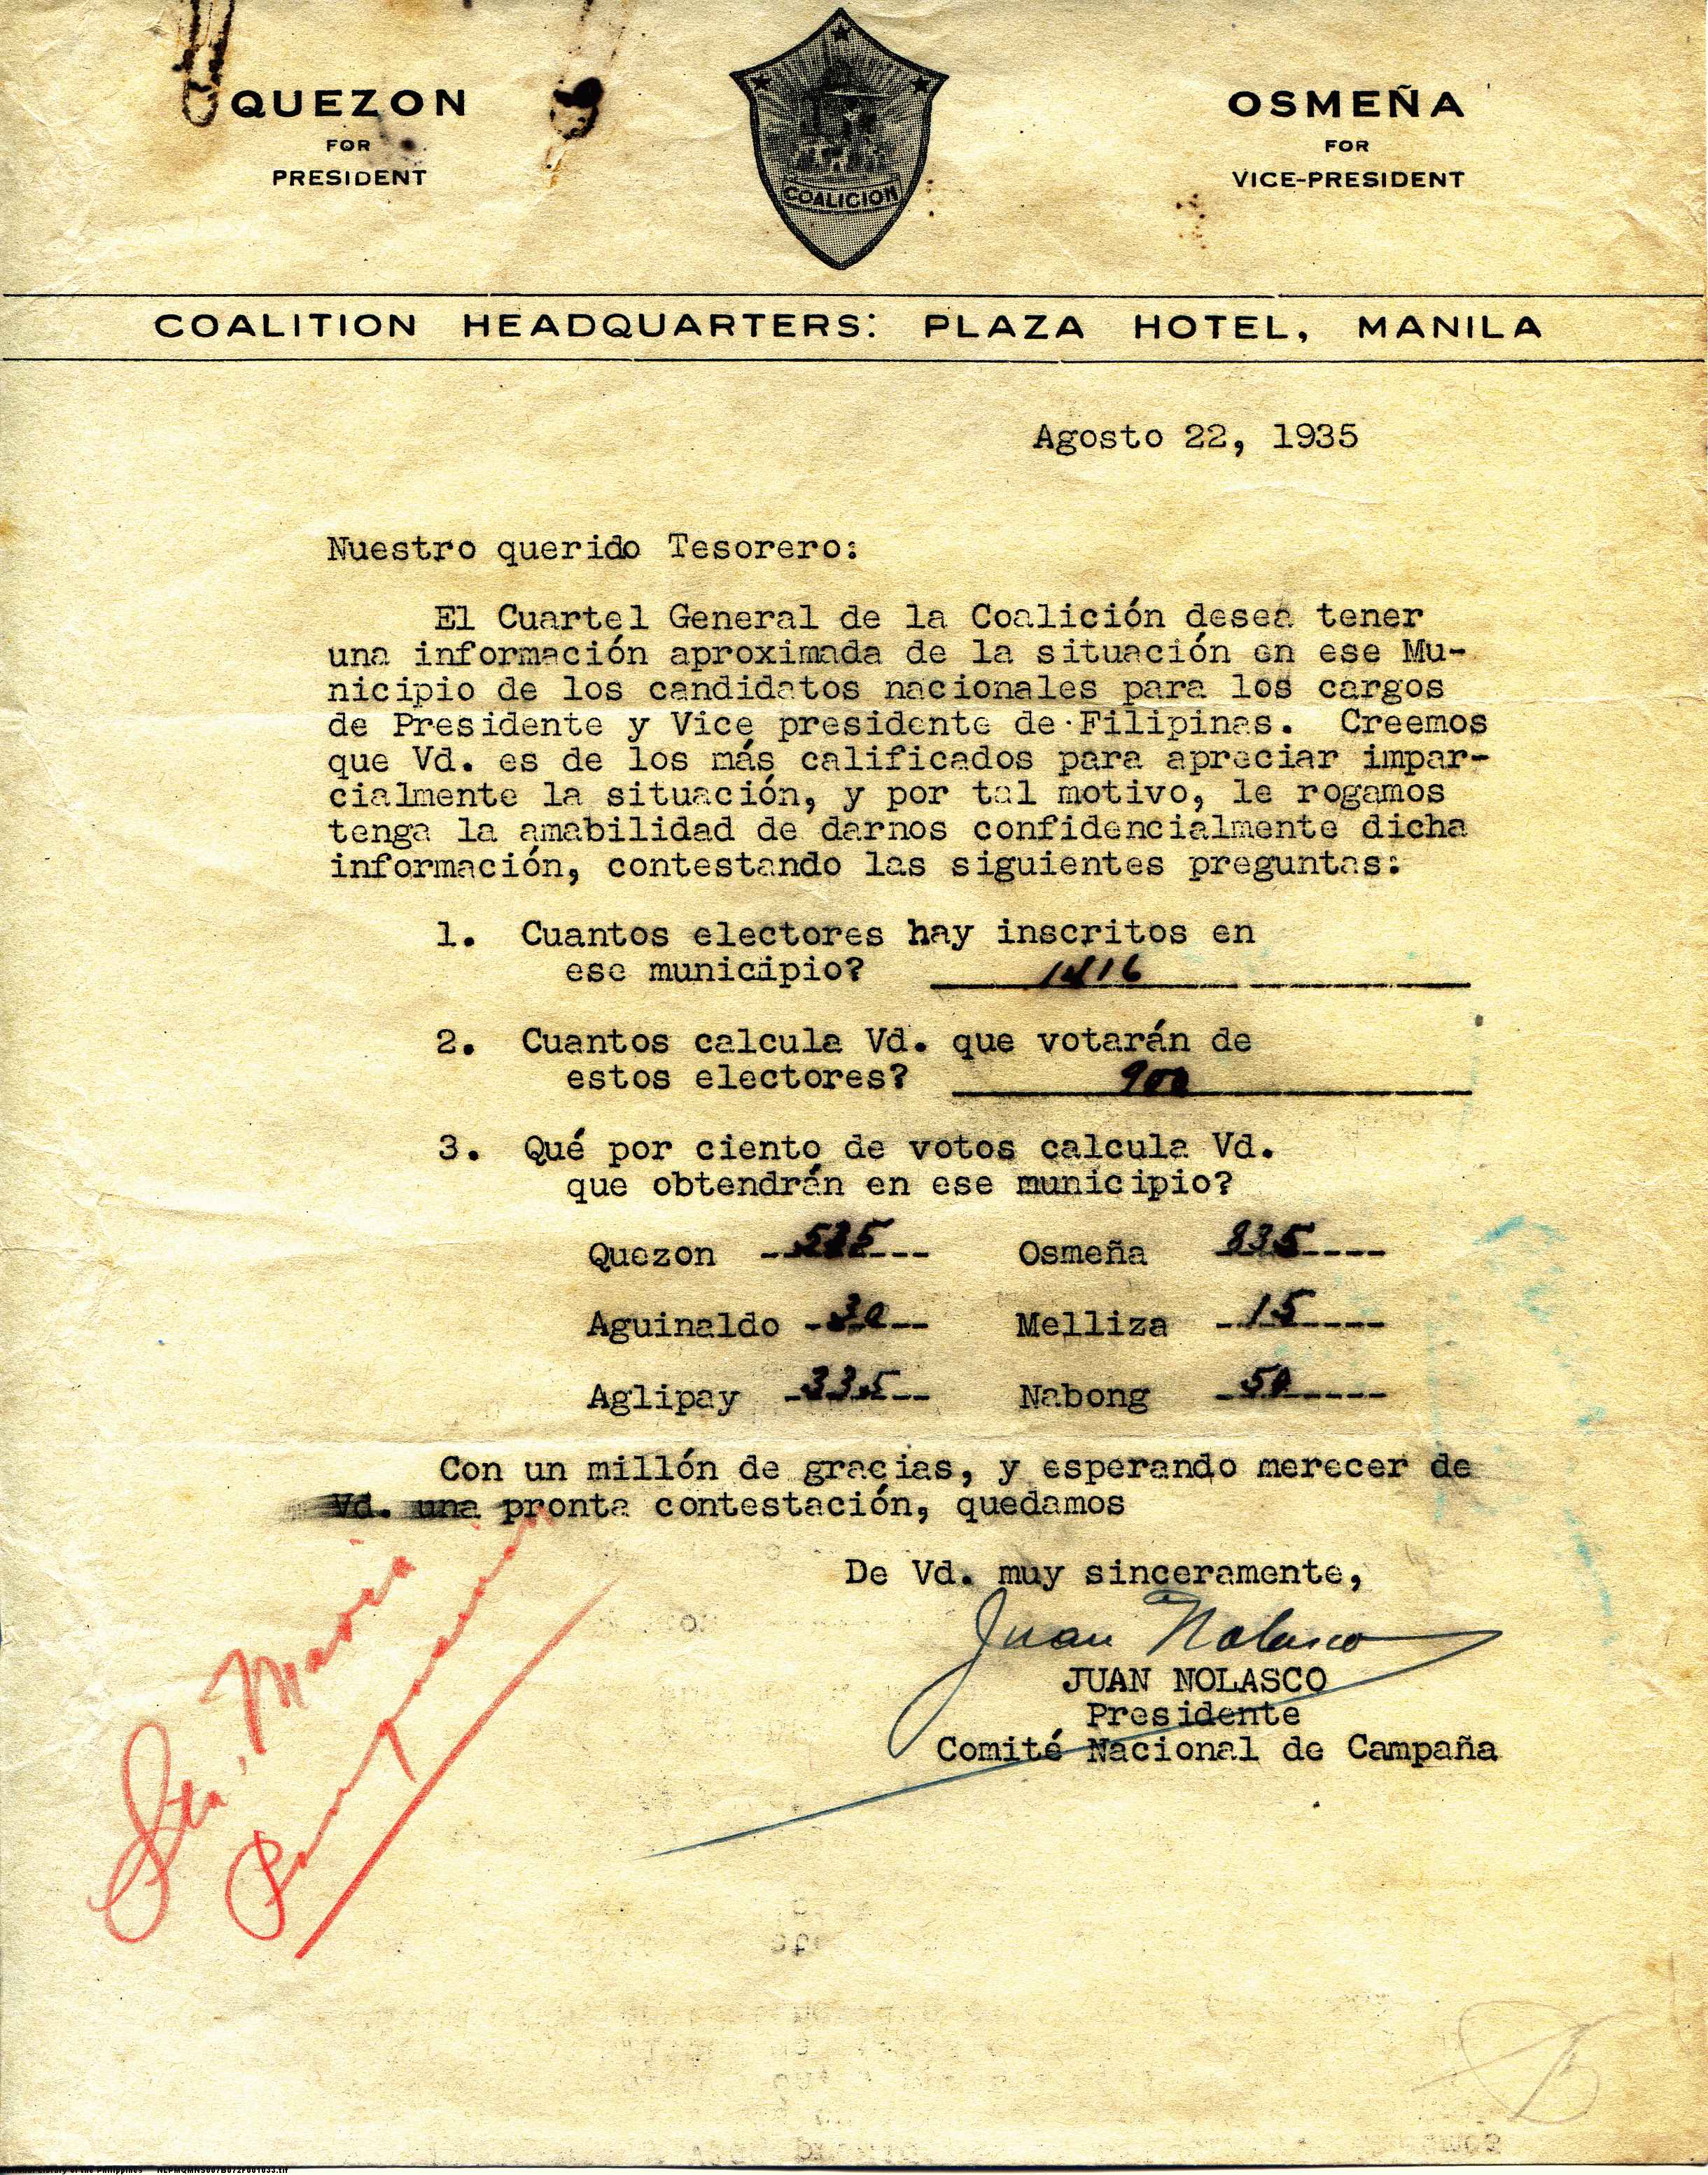 QUEZON
FOR
PRESIDENT
COALICION
OSMEÑA
FOR
VICE-PRESIDENT
COALITION HEADQUARTERS: PLAZA HOTEL, MANILA
Agosto 22, 1935
Nuestro querido Tesorero:
El Cuartel General de la Coalición desea tener
una información aproximada de la situación en ese Mu-
nicipio de los candidatos nacionales para los cargos
de Presidente y Vice presidente de Filipinas. Creemos
que Vd. es de los más calificados para apreciar impar-
cialmente la situación, y por tal motivo, le rogamos
tenga la amabilidad de darnos confidencialmente dicha
información, contestando las siguientes preguntas:
1. Cuantos electores hay inscritos en
ese municipio?
2. Cuantos calcula Vd. que votarán de
estos electores? 900
3. Qué por ciento de votos calcula Vd.
que obtendrán en ese municipio?
Quezon 535 Osmeña 835
Aguinaldo 30 Melliza 15
Aglipay 335 Nabong 50
Con un millón de gracias, y esperando merecer de
Vd. una pronta contestación, quedamos
De Vd. muy sinceramente,
Juan Nolasco
JUAN NOLASCO
Presidente
Comité Nacional de Campaña
Sta. Maria